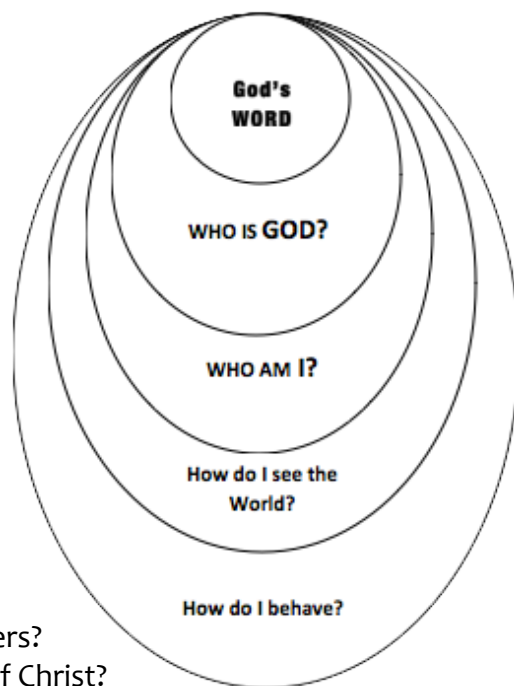 God's
WORD
WHO IS GOD?
WHO AM I?
How do I see the
World?
How do I behave?
ers?
f Christ?